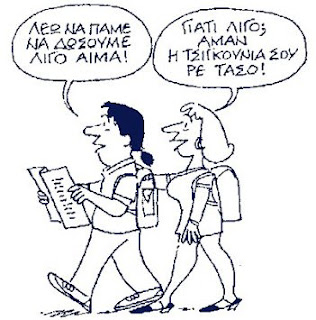 ΛΕΩ ΝΑ ΠΑΜΕ
ΝΑ ΔΩΣΟΥΜΕ
ΛΙΓΟ ΑΙΜΑ!
ΓΙΑΤΙ ΛΙΓΟ;
ΑΜΑΝ
Η ΤΣΙΓΚΟΥΝΙΑ ΣΟΥ
ΡΕ ΤΑΣΟ!